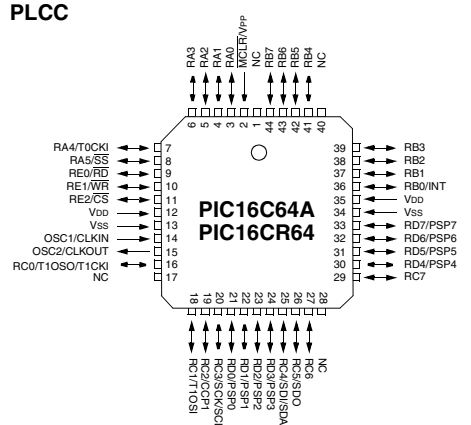 PLCC
RA3
RA2
RA1
RA0
MCLR/VPP
NC
RB7
RB6
RB5
RB4
NC
6
5
4
3
2
1
44
43
42
41
40
RA4/T0CKI 7
RA5/SS 8
RE0/RD 9
RE1/WR 10
RE2/CS 11
VDD 12
VSS 13
OSC1/CLKIN 14
OSC2/CLKOUT 15
RC0/T1OSO/T1CKI 16
NC 17
PIC16C64A
PIC16CR64
39 RB3
38 RB2
37 RB1
36 RB0/INT
35 VDD
34 VSS
33 RD7/PSP7
32 RD6/PSP6
31 RD5/PSP5
30 RD4/PSP4
29 RC7
18
19
20
21
22
23
24
25
26
27
28
RC1/T1OSI
RC2/CCP1
RC3/SCK/SCL
RD0/PSP0
RD1/PSP1
RD2/PSP2
RD3/PSP3
RC4/SDI/SDA
RC5/SDO
RC6
NC